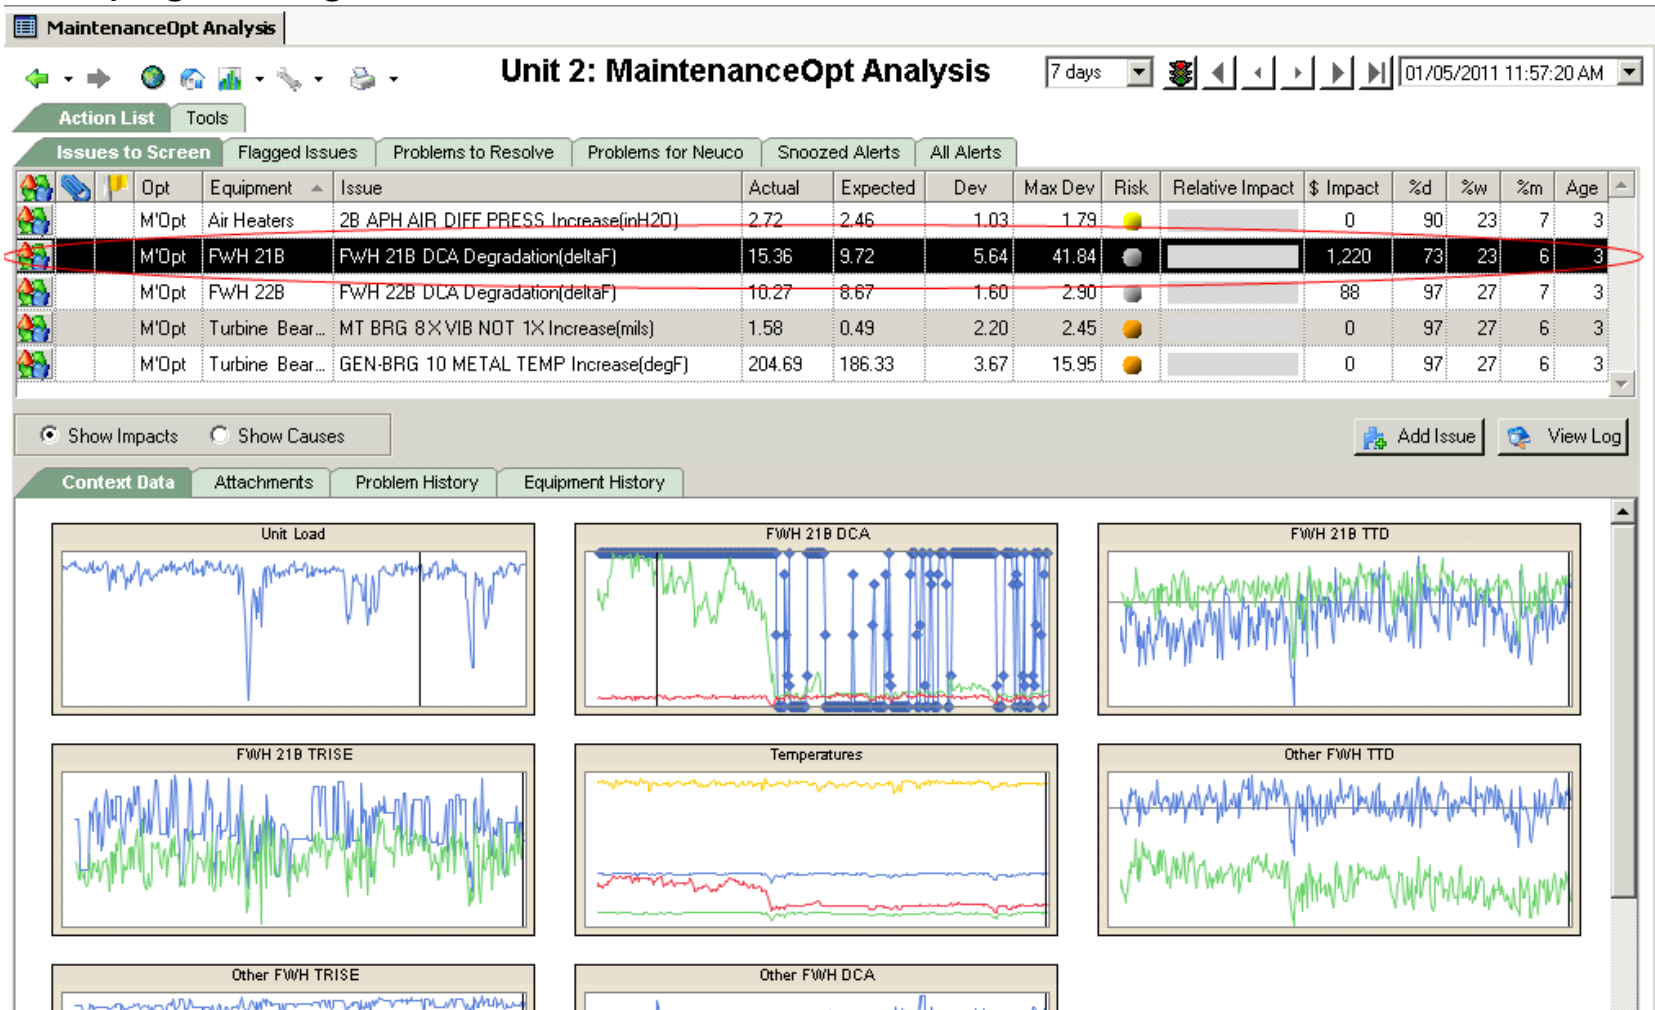 MaintenanceOpt Analysis
Unit 2: MaintenanceOpt Analysis
7 days
01/05/2011 11:57:20 AM
Action List Tools
Issues to Screen Flagged Issues Problems to Resolve Problems for Neuco Snoozed Alerts All Alerts
Opt Equipment Issue Actual Expected Dev Max Dev Risk Relative Impact $ Impact %d %w %m Age
M'Opt Air Heaters 2B APH AIR DIFF PRESS Increase(inH2O) 2.72 2.46 1.03 1.79 0 90 23 7 3
M'Opt FWH 21B FWH 21B DCA Degradation(deltaF) 15.36 9.72 5.64 41.84 1,220 73 23 6 3
M'Opt FWH 22B FWH 22B DCA Degradation(deltaF) 10.27 8.67 1.60 2.90 88 97 27 7 3
M'Opt Turbine Bear... MT BRG 8X VIB NOT 1X Increase(mils) 1.58 0.49 2.20 2.45 0 97 27 6 3
M'Opt Turbine Bear... GEN-BRG 10 METAL TEMP Increase(degF) 204.69 186.33 3.67 15.95 0 97 27 6 3
Show Impacts Show Causes Add Issue View Log
Context Data Attachments Problem History Equipment History
Unit Load FWH 21B DCA FWH 21B TTD
FWH 21B TRISE Temperatures Other FWH TTD
Other FWH TRISE Other FWH DCA